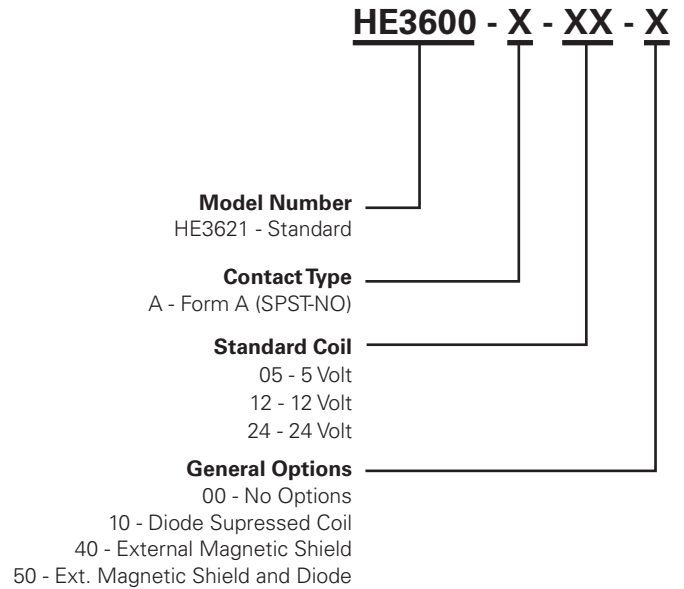 HE3600 - X - XX - X
Model Number
HE3621 - Standard
Contact Type
A - Form A (SPST-NO)
Standard Coil
05 - 5 Volt
12 - 12 Volt
24 - 24 Volt
General Options
00 - No Options
10 - Diode Supressed Coil
40 - External Magnetic Shield
50 - Ext. Magnetic Shield and Diode